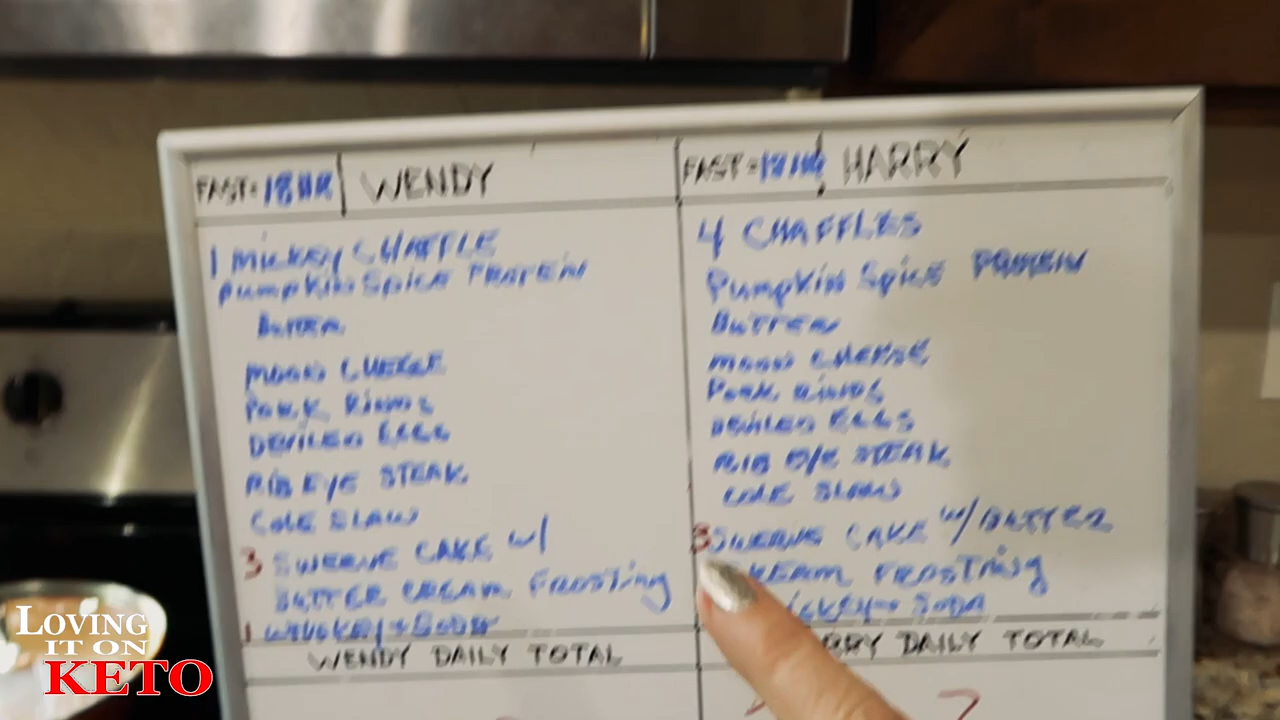 FAST=18HR WENDY
1 MICKEY CHAFFLE
PUMPKIN SPICE PROTEIN
BUTTER
MOON CHEESE
PORK RINDS
DEVILED EGGS
RIB EYE STEAK
COLE SLAW
3 SWERVE CAKE W/
BUTTER CREAM FROSTING
1 WHISKEY + SODA
WENDY DAILY TOTAL
FAST=18HR HARRY
4 CHAFFLES
PUMPKIN SPICE PROTEIN
BUTTER
MOON CHEESE
PORK RINDS
DEVILED EGGS
RIB EYE STEAK
COLE SLAW
3 SWERVE CAKE W/BUTTER
CREAM FROSTING
SODA
DAILY TOTAL
LOVING
IT ON
KETO